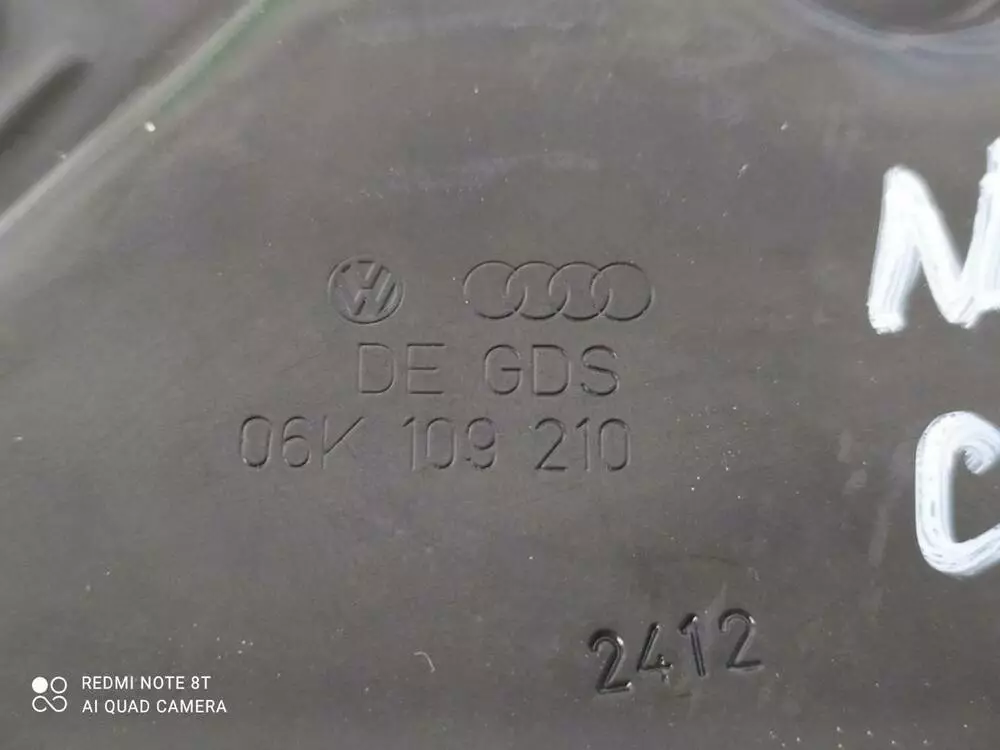 DE GDS
06K 109 210
2412
REDMI NOTE 8T
AI QUAD CAMERA